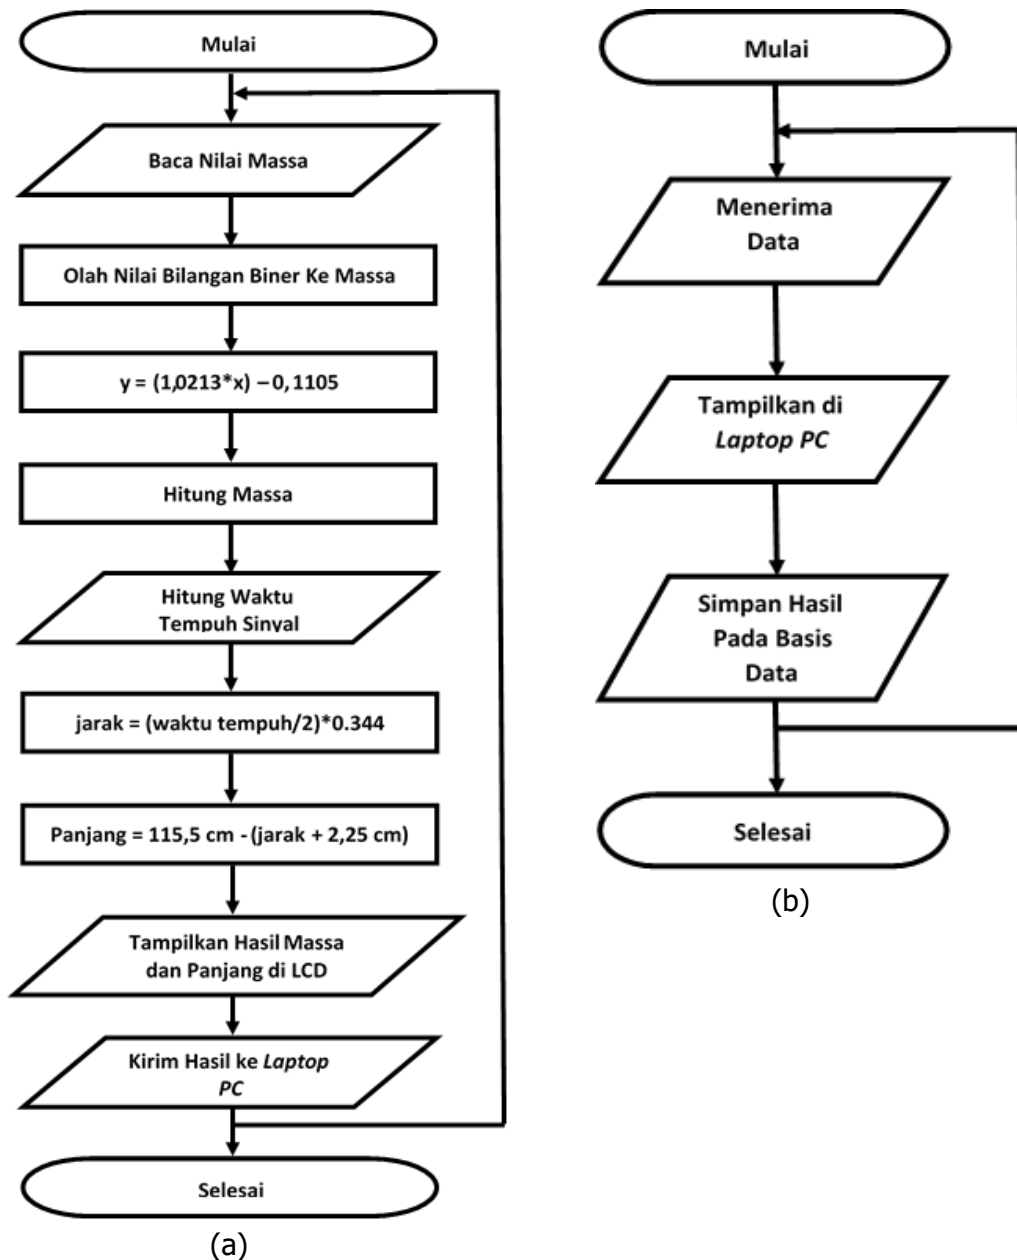 Mulai
Baca Nilai Massa
Olah Nilai Bilangan Biner Ke Massa
y = (1,0213*x) – 0,1105
Hitung Massa
Hitung Waktu
Tempuh Sinyal
jarak = (waktu tempuh/2)*0.344
Panjang = 115,5 cm - (jarak + 2,25 cm)
Tampilkan Hasil Massa
dan Panjang di LCD
Kirim Hasil ke Laptop
PC
Selesai
(a)
Mulai
Menerima
Data
Tampilkan di
Laptop PC
Simpan Hasil
Pada Basis
Data
Selesai
(b)